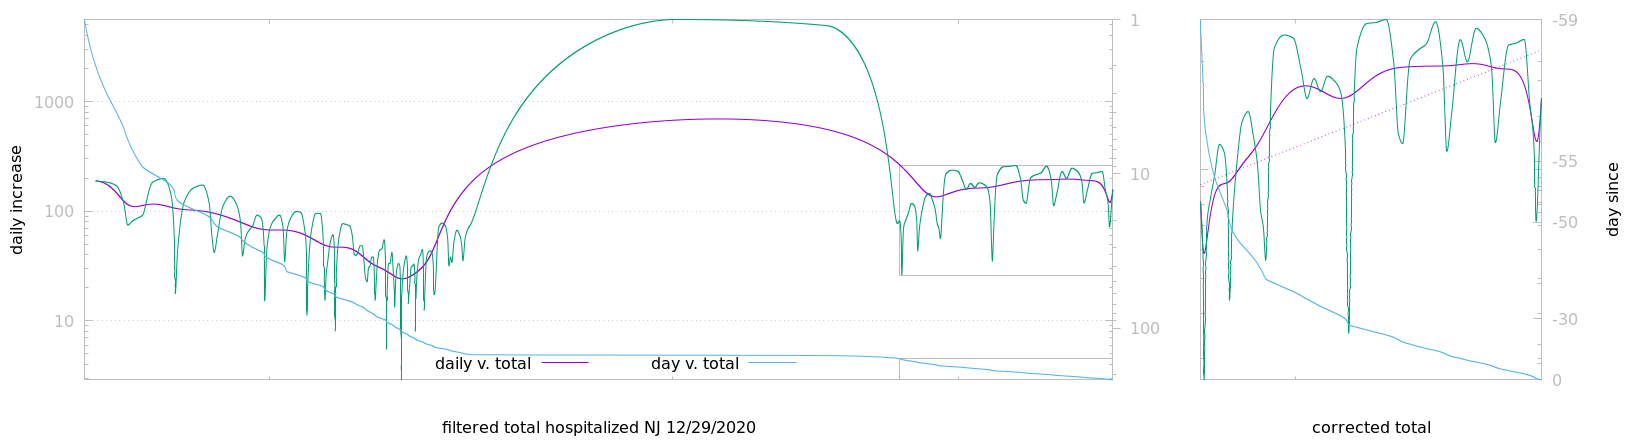 daily increase
1000
100
10
1
10
100
daily v. total
day v. total
filtered total hospitalized NJ 12/29/2020
-59
-55
-50
-30
0
day since
corrected total